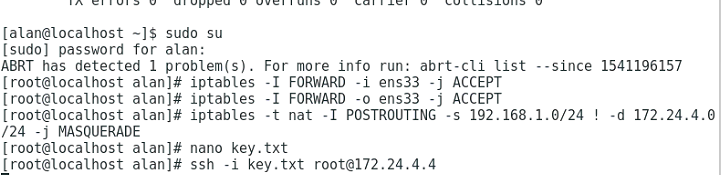 TX errors 0 dropped 0 overruns 0 carrier 0 collisions 0
[alan@localhost ~]$ sudo su
[sudo] password for alan:
ABRT has detected 1 problem(s). For more info run: abrt-cli list --since 1541196157
[root@localhost alan]# iptables -I FORWARD -i ens33 -j ACCEPT
[root@localhost alan]# iptables -I FORWARD -o ens33 -j ACCEPT
[root@localhost alan]# iptables -t nat -I POSTROUTING -s 192.168.1.0/24 ! -d 172.24.4.0
/24 -j MASQUERADE
[root@localhost alan]# nano key.txt
[root@localhost alan]# ssh -i key.txt root@172.24.4.4